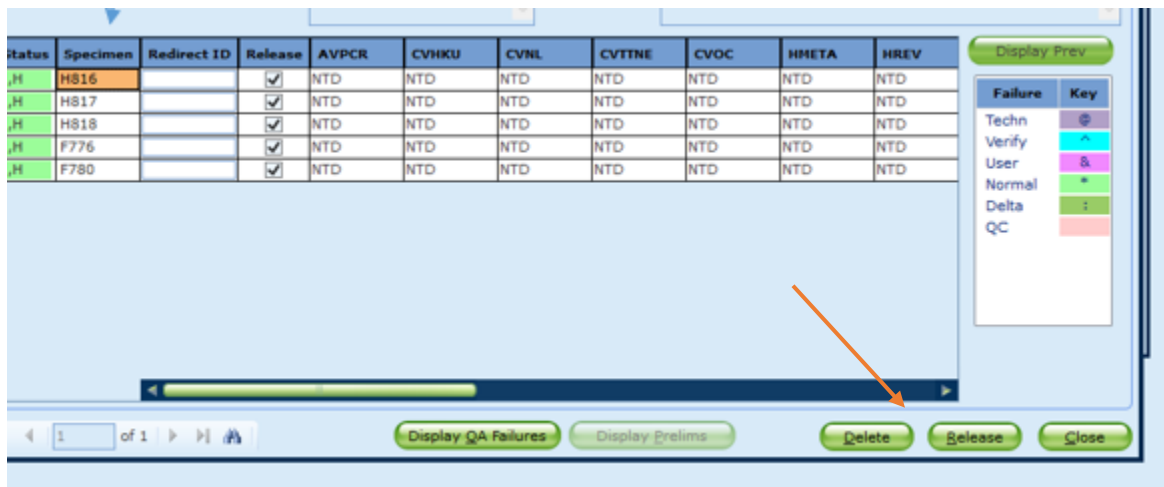 Status Specimen Redirect ID Release AVPCR CVHKU CVNL CVTTNE CVOC HMETA HREV
,H H816 NTD NTD NTD NTD NTD NTD NTD
,H H817 NTD NTD NTD NTD NTD NTD NTD
,H H818 NTD NTD NTD NTD NTD NTD NTD
,H F776 NTD NTD NTD NTD NTD NTD NTD
,H F780 NTD NTD NTD NTD NTD NTD NTD
Display Prev
Failure Key
Techn @
Verify ^
User &
Normal *
Delta :
QC
1 of 1
Display QA Failures Display Prelims Delete Release Close